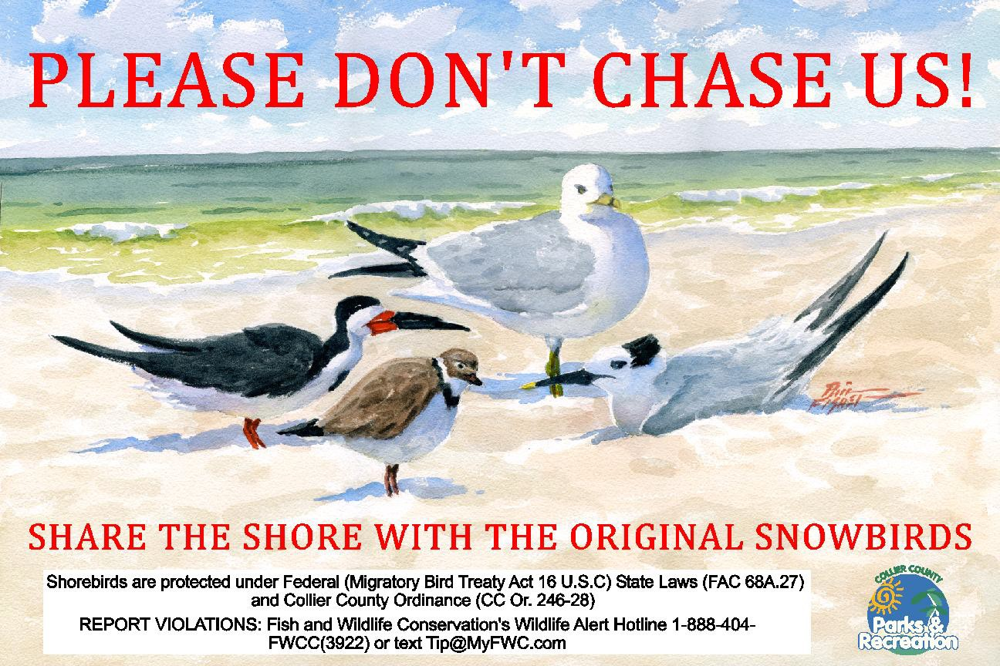 PLEASE DON'T CHASE US!
SHARE THE SHORE WITH THE ORIGINAL SNOWBIRDS
Shorebirds are protected under Federal (Migratory Bird Treaty Act 16 U.S.C) State Laws (FAC 68A.27)
and Collier County Ordinance (CC Or. 246-28)
REPORT VIOLATIONS: Fish and Wildlife Conservation's Wildlife Alert Hotline 1-888-404-
FWCC(3922) or text Tip@MyFWC.com
COLLIER COUNTY
Parks &
Recreation